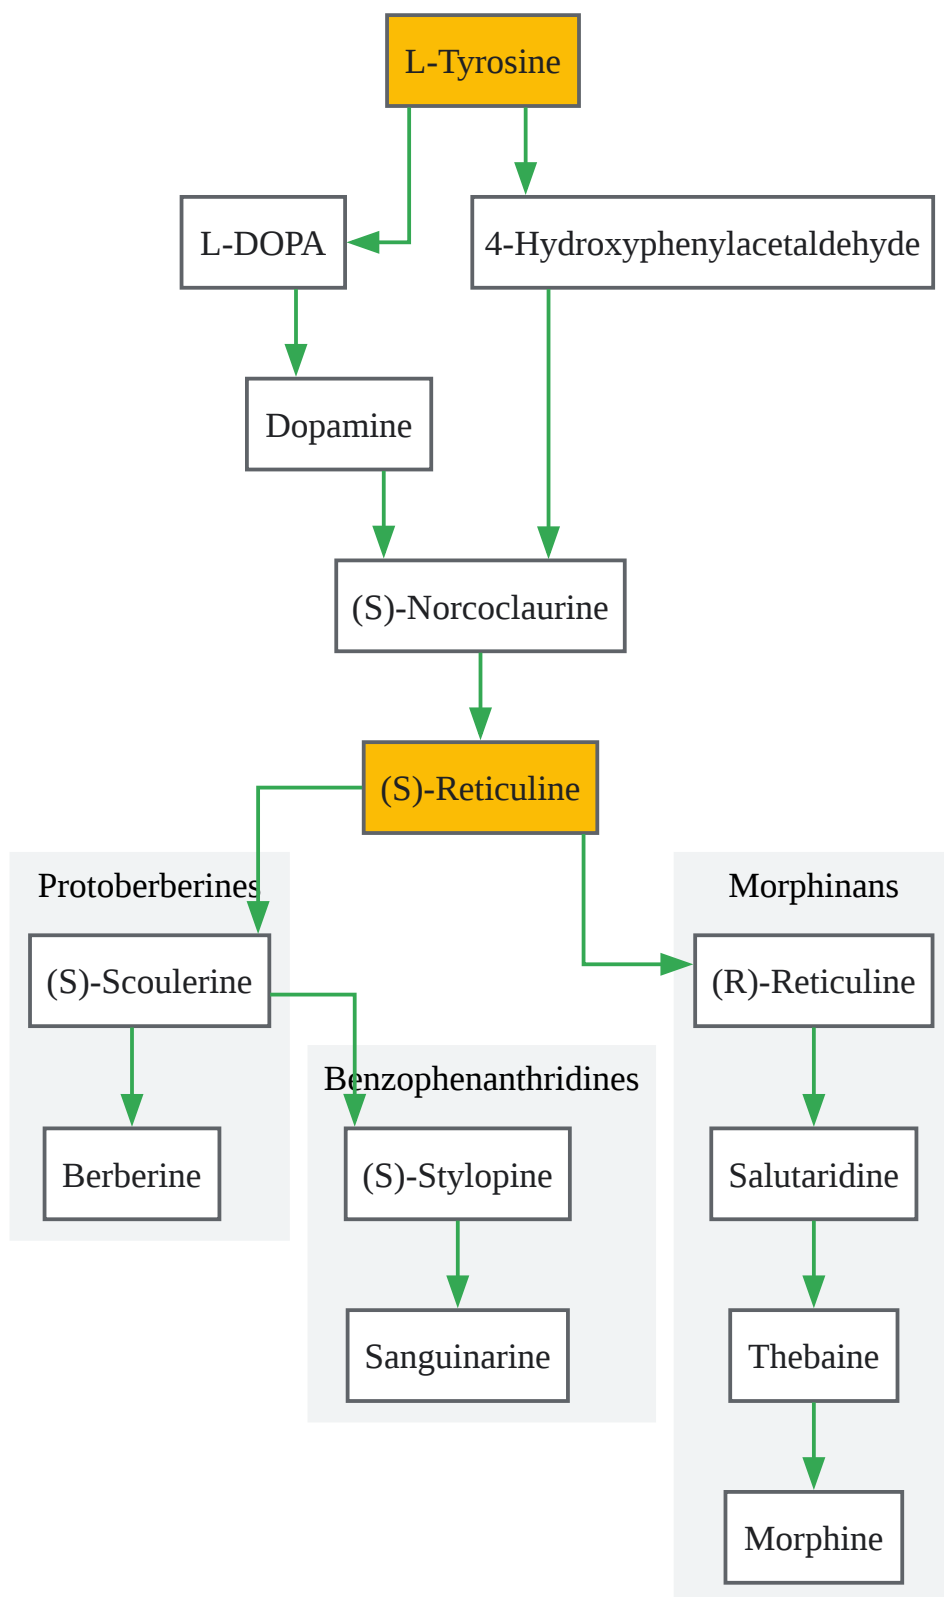 L-Tyrosine
L-DOPA
4-Hydroxyphenylacetaldehyde
Dopamine
(S)-Norcoclaurine
(S)-Reticuline
Protoberberines
Morphinans
(S)-Scoulerine
(R)-Reticuline
Benzophenanthridines
Berberine
(S)-Stylopine
Salutaridine
Sanguinarine
Thebaine
Morphine